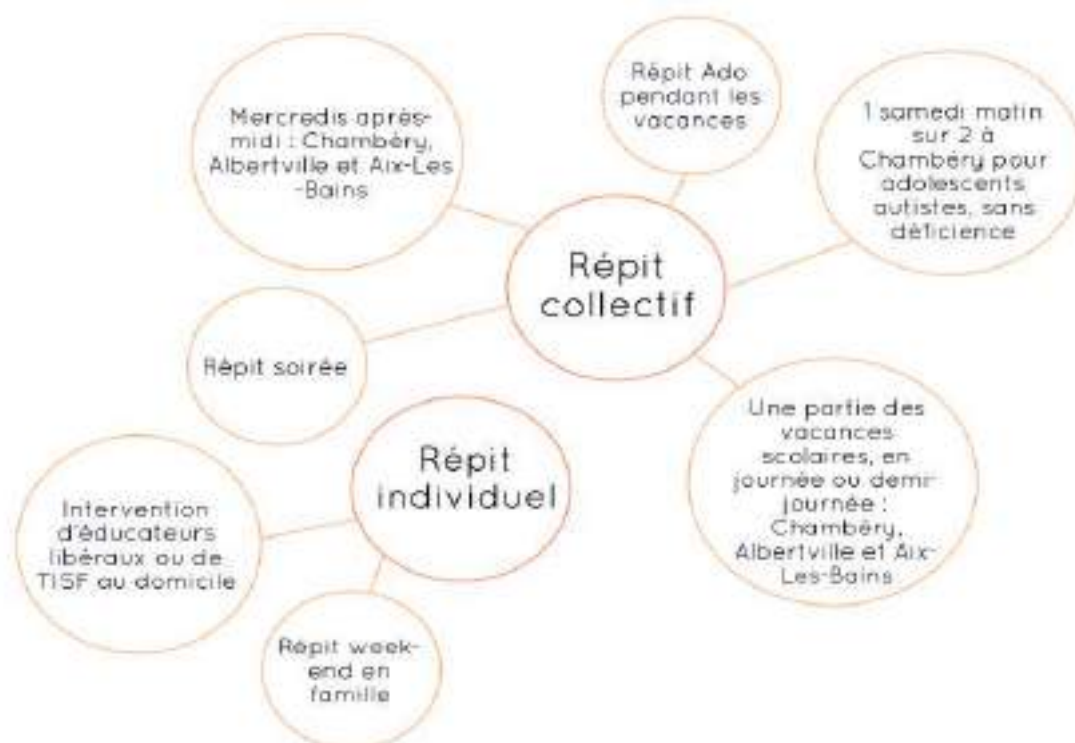 Mercredis après-
midi : Chambéry,
Albertville et Aix-Les
-Bains
Répit Ado
pendant les
vacances
1 samedi matin
sur 2 à
Chambéry pour
adolescents
autistes, sans
déficience
Répit
collectif
Répit soirée
Une partie des
vacances
scolaires, en
journée ou demi-
journée :
Chambéry,
Albertville et Aix-
Les-Bains
Répit
individuel
Intervention
d'éducateurs
libéraux ou de
TISF au domicile
Répit week-
end en
famille